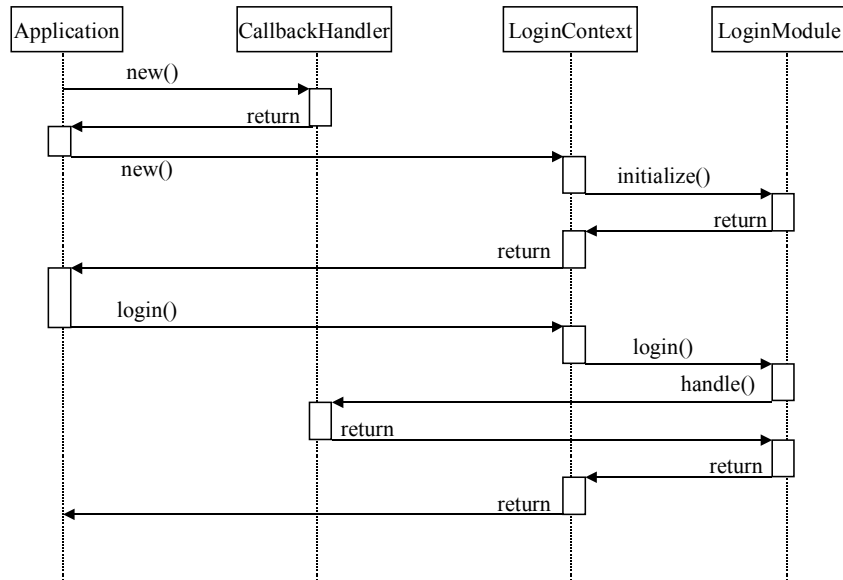 Application CallbackHandler LoginContext LoginModule
new()
return
new()
initialize()
return
return
login()
login()
handle()
return
return
return